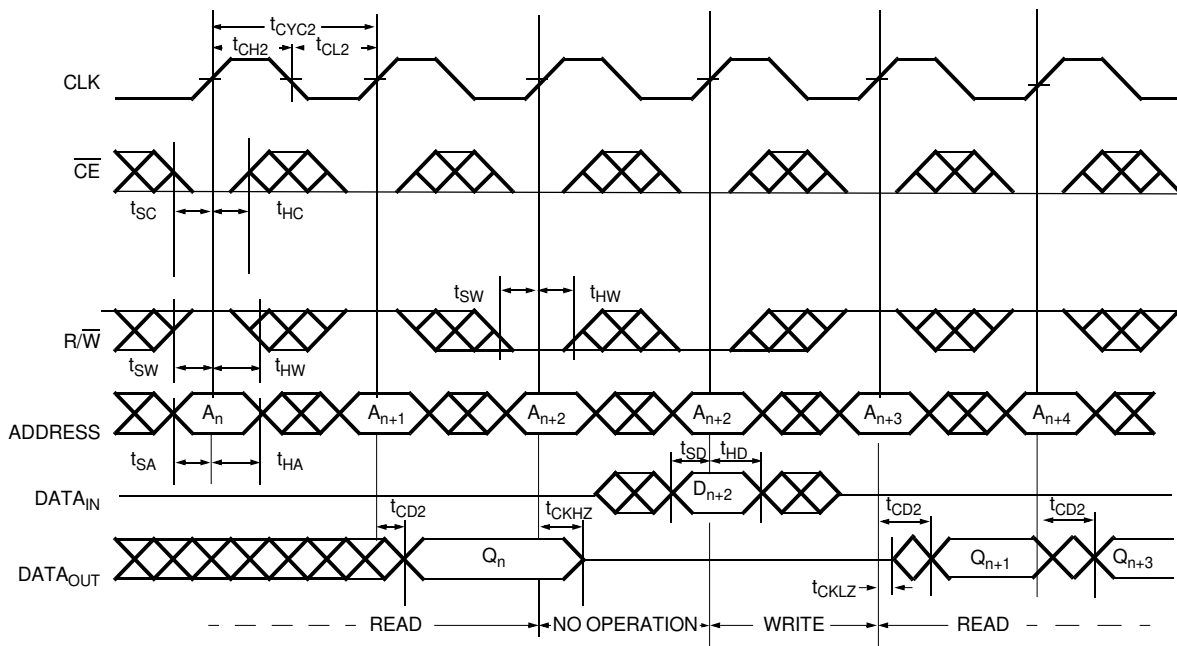 tCYC2
tCH2 tCL2
CLK
CE
tSC tHC
tSW tHW
R/W
tSW tHW
An An+1 An+2 An+2 An+3 An+4
ADDRESS
tSA tHA tSD tHD
DATAIN Dn+2
tCD2 tCKHZ tCD2 tCD2
DATAOUT Qn Qn+1 Qn+3
tCKLZ
READ NO OPERATION WRITE READ